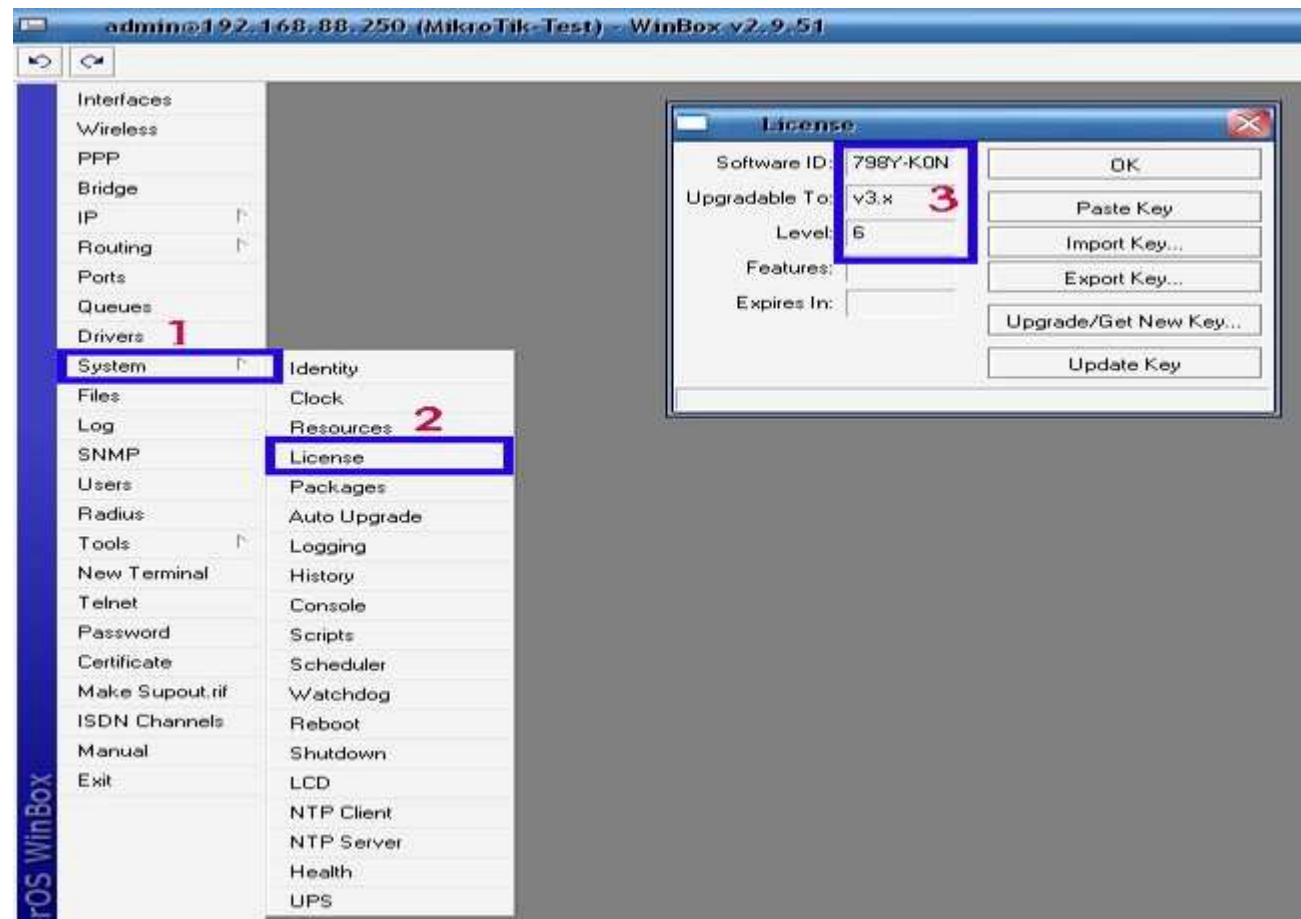 admin@192.168.88.250 (MikroTik-Test) - WinBox v2.9.51
Interfaces
Wireless
PPP
Bridge
IP
Routing
Ports
Queues
Drivers
1
System
Files
Log
SNMP
Users
Radius
Tools
New Terminal
Telnet
Password
Certificate
Make Supout.rif
ISDN Channels
Manual
Exit
Identity
Clock
Resources
2
License
Packages
Auto Upgrade
Logging
History
Console
Scripts
Scheduler
Watchdog
Reboot
Shutdown
LCD
NTP Client
NTP Server
Health
UPS
License
Software ID: 798Y-K0N
Upgradable To: v3.x
3
Level: 6
Features:
Expires In:
OK
Paste Key
Import Key...
Export Key...
Upgrade/Get New Key...
Update Key
rOS WinBox